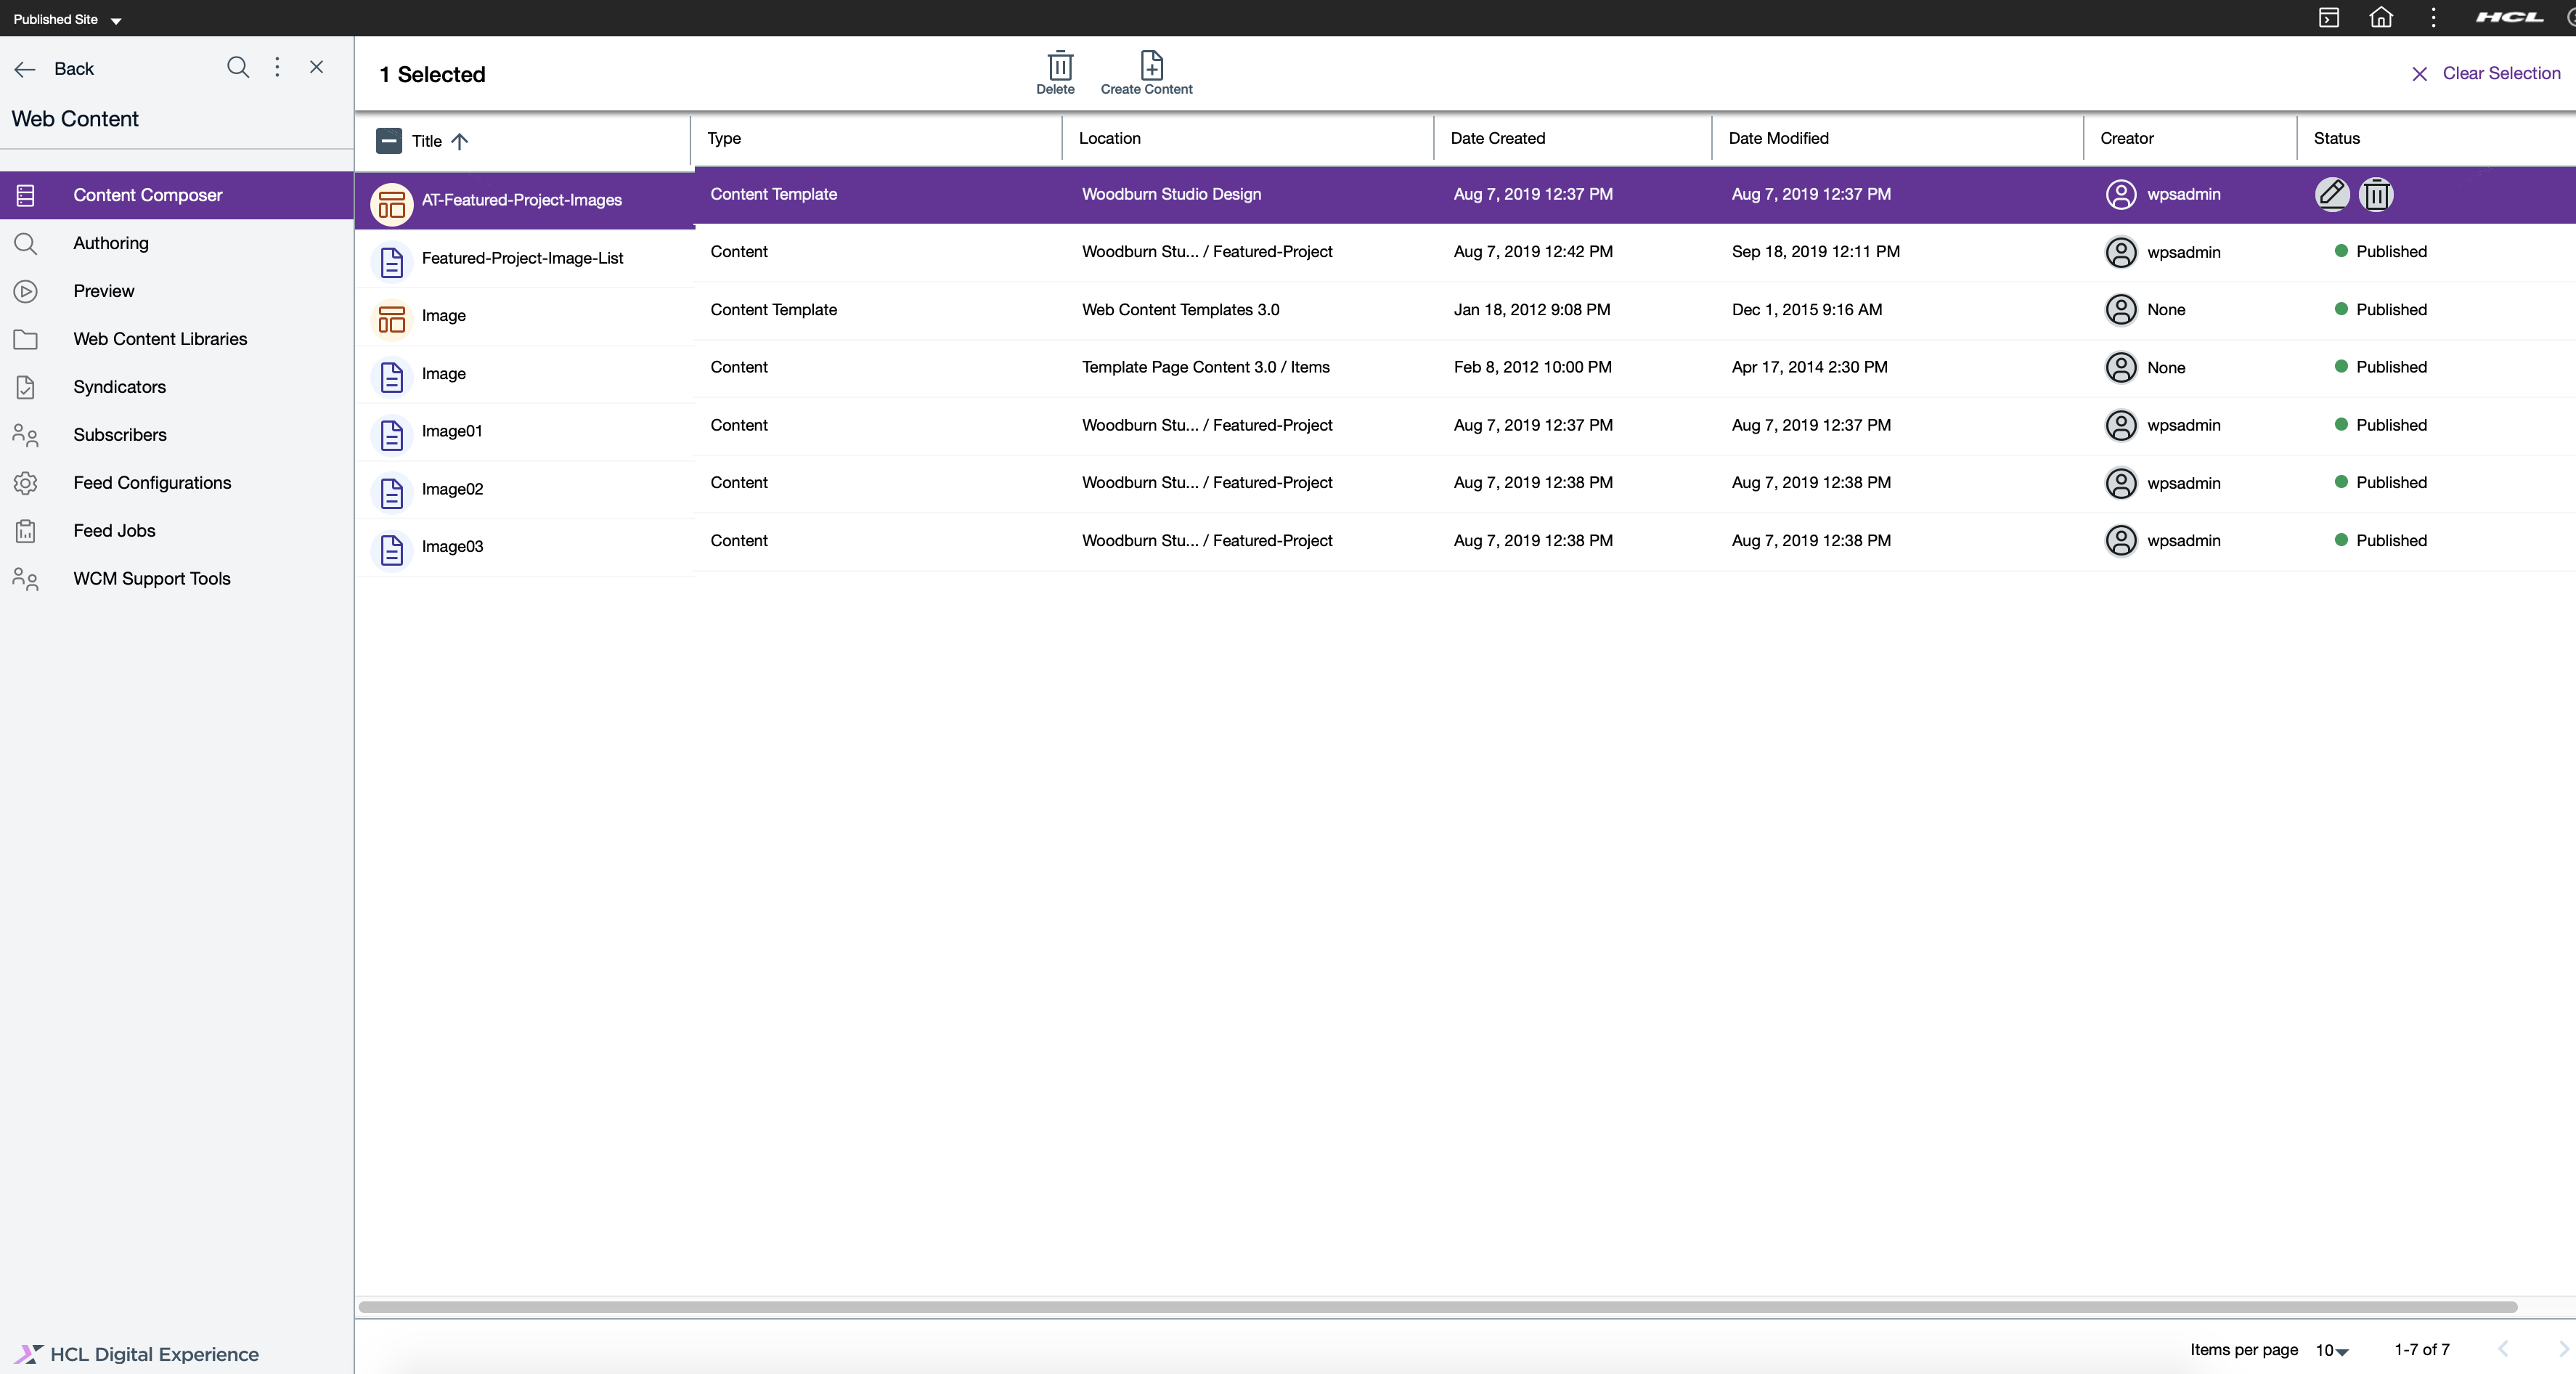 Published Site
HCL
Back
Web Content
Content Composer
Authoring
Preview
Web Content Libraries
Syndicators
Subscribers
Feed Configurations
Feed Jobs
WCM Support Tools
HCL Digital Experience
1 Selected
Delete
Create Content
Clear Selection
Title Type Location Date Created Date Modified Creator Status
AT-Featured-Project-Images Content Template Woodburn Studio Design Aug 7, 2019 12:37 PM Aug 7, 2019 12:37 PM wpsadmin
Featured-Project-Image-List Content Woodburn Stu... / Featured-Project Aug 7, 2019 12:42 PM Sep 18, 2019 12:11 PM wpsadmin Published
Image Content Template Web Content Templates 3.0 Jan 18, 2012 9:08 PM Dec 1, 2015 9:16 AM None Published
Image Content Template Page Content 3.0 / Items Feb 8, 2012 10:00 PM Apr 17, 2014 2:30 PM None Published
Image01 Content Woodburn Stu... / Featured-Project Aug 7, 2019 12:37 PM Aug 7, 2019 12:37 PM wpsadmin Published
Image02 Content Woodburn Stu... / Featured-Project Aug 7, 2019 12:38 PM Aug 7, 2019 12:38 PM wpsadmin Published
Image03 Content Woodburn Stu... / Featured-Project Aug 7, 2019 12:38 PM Aug 7, 2019 12:38 PM wpsadmin Published
Items per page 10 1-7 of 7